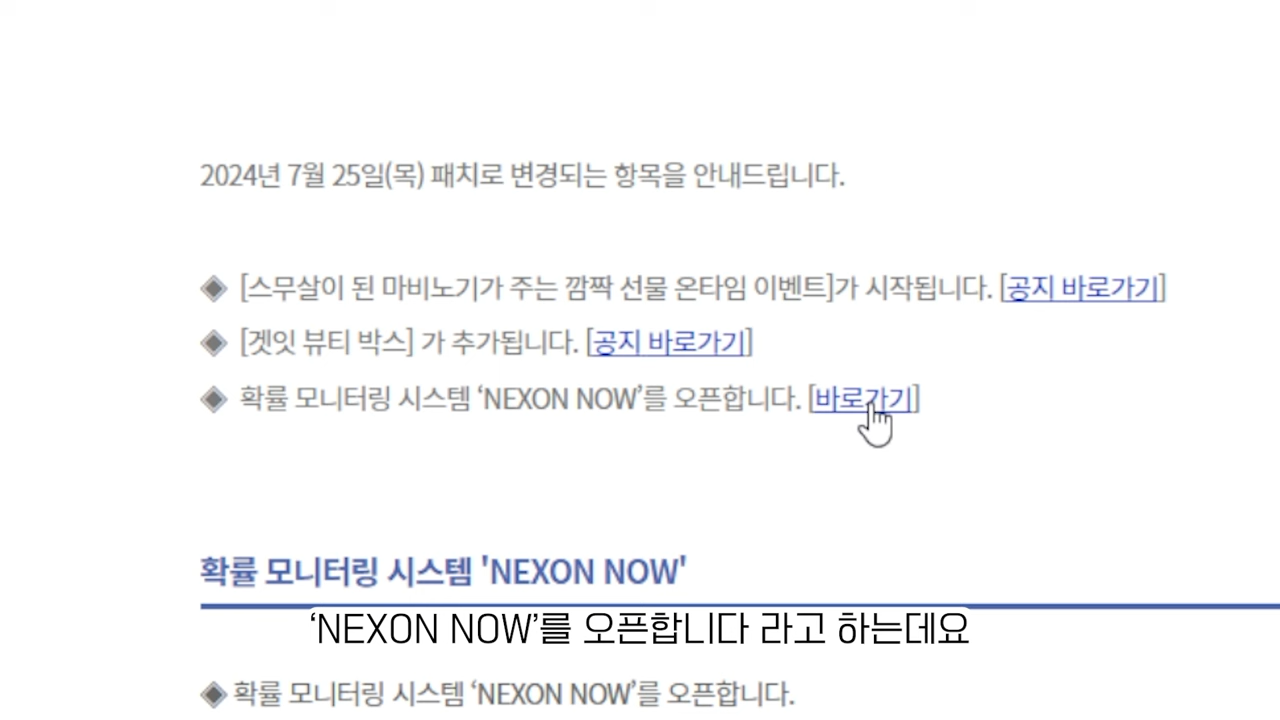 2024년 7월 25일(목) 패치로 변경되는 항목을 안내드립니다.
◈ [스무살이 된 마비노기가 주는 깜짝 선물 온타임 이벤트]가 시작됩니다. [공지 바로가기]
◈ [겟잇 뷰티 박스] 가 추가됩니다. [공지 바로가기]
◈ 확률 모니터링 시스템 ‘NEXON NOW’를 오픈합니다. [바로가기]
확률 모니터링 시스템 'NEXON NOW'
‘NEXON NOW’를 오픈합니다 라고 하는데요
◈ 확률 모니터링 시스템 ‘NEXON NOW’를 오픈합니다.